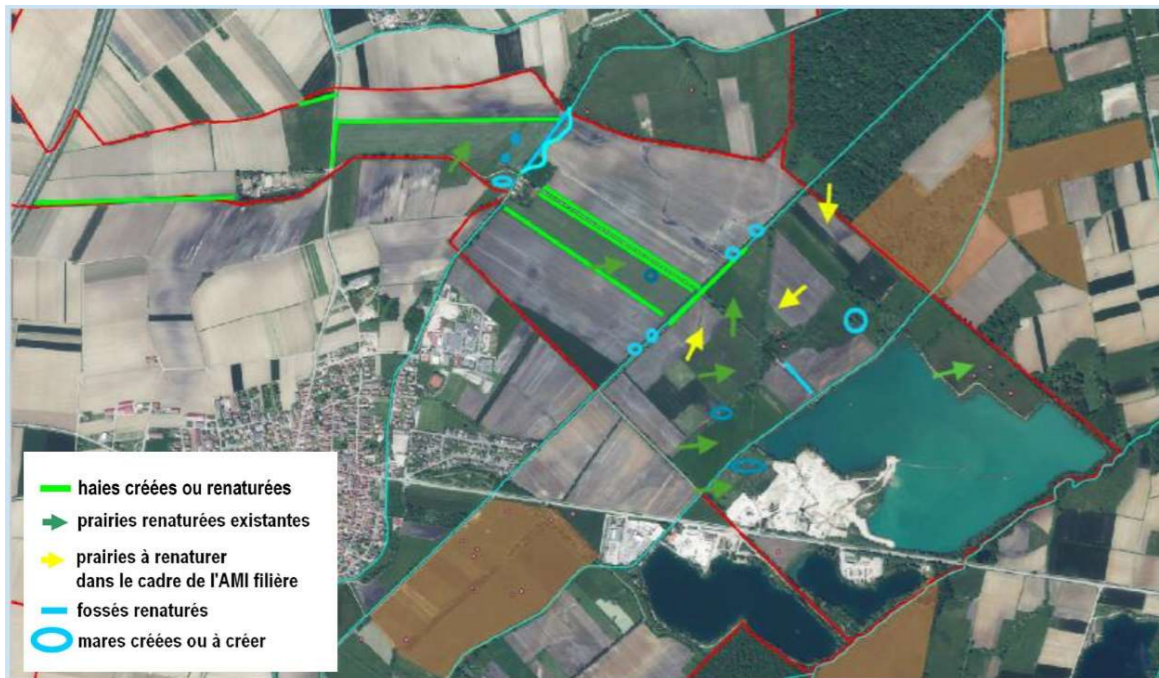 haies créées ou renaturées
prairies renaturées existantes
prairies à renaturer
dans le cadre de l'AMI filière
fossés renaturés
mares créées ou à créer